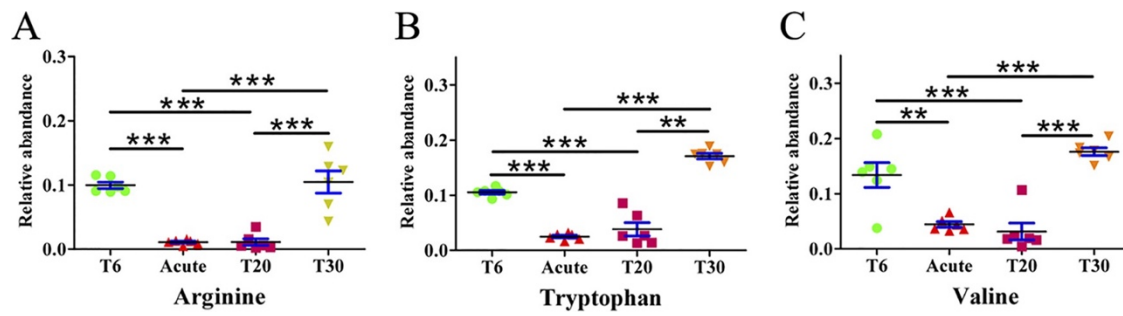 A
Relative abandance
0.3
0.2
0.1
0.0
***
***
***
***
T6 Acute T20 T30
Arginine
B
Relative abandance
0.3
0.2
0.1
0.0
***
**
***
***
T6 Acute T20 T30
Tryptophan
C
Relative abandance
0.3
0.2
0.1
0.0
***
***
**
***
T6 Acute T20 T30
Valine